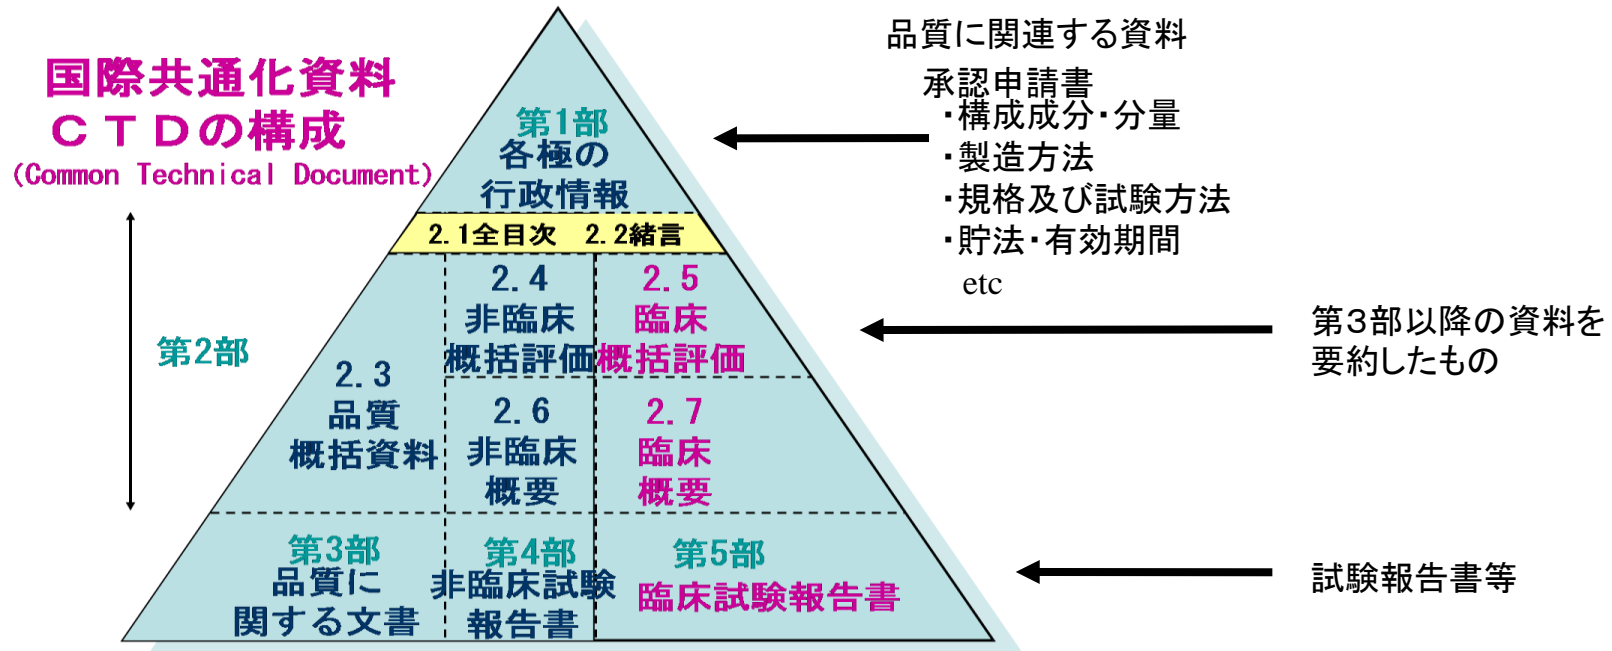 国際共通化資料
ＣＴＤの構成
(Common Technical Document)
第1部
各極の
行政情報
2.1全目次　2.2緒言
第2部
2.3
品質
概括資料
2.4
非臨床
概括評価
2.5
臨床
概括評価
2.6
非臨床
概要
2.7
臨床
概要
第3部
品質に
関する文書
第4部
非臨床試験
報告書
第5部
臨床試験報告書
品質に関連する資料
承認申請書
・構成成分・分量
・製造方法
・規格及び試験方法
・貯法・有効期間
etc
第３部以降の資料を
要約したもの
試験報告書等